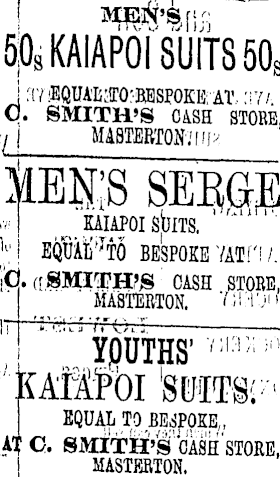 MEN'S
50s KAIAPOI SUITS 50s
EQUAL TO BESPOKE AT
C. SMITH'S CASH STORE,
MASTERTON.
MEN'S SERGE
KAIAPOI SUITS.
EQUAL TO BESPOKE AT
C. SMITH'S CASH STORE,
MASTERTON.
YOUTHS'
KAIAPOI SUITS.
EQUAL TO BESPOKE,
AT C. SMITH'S CASH STORE,
MASTERTON.